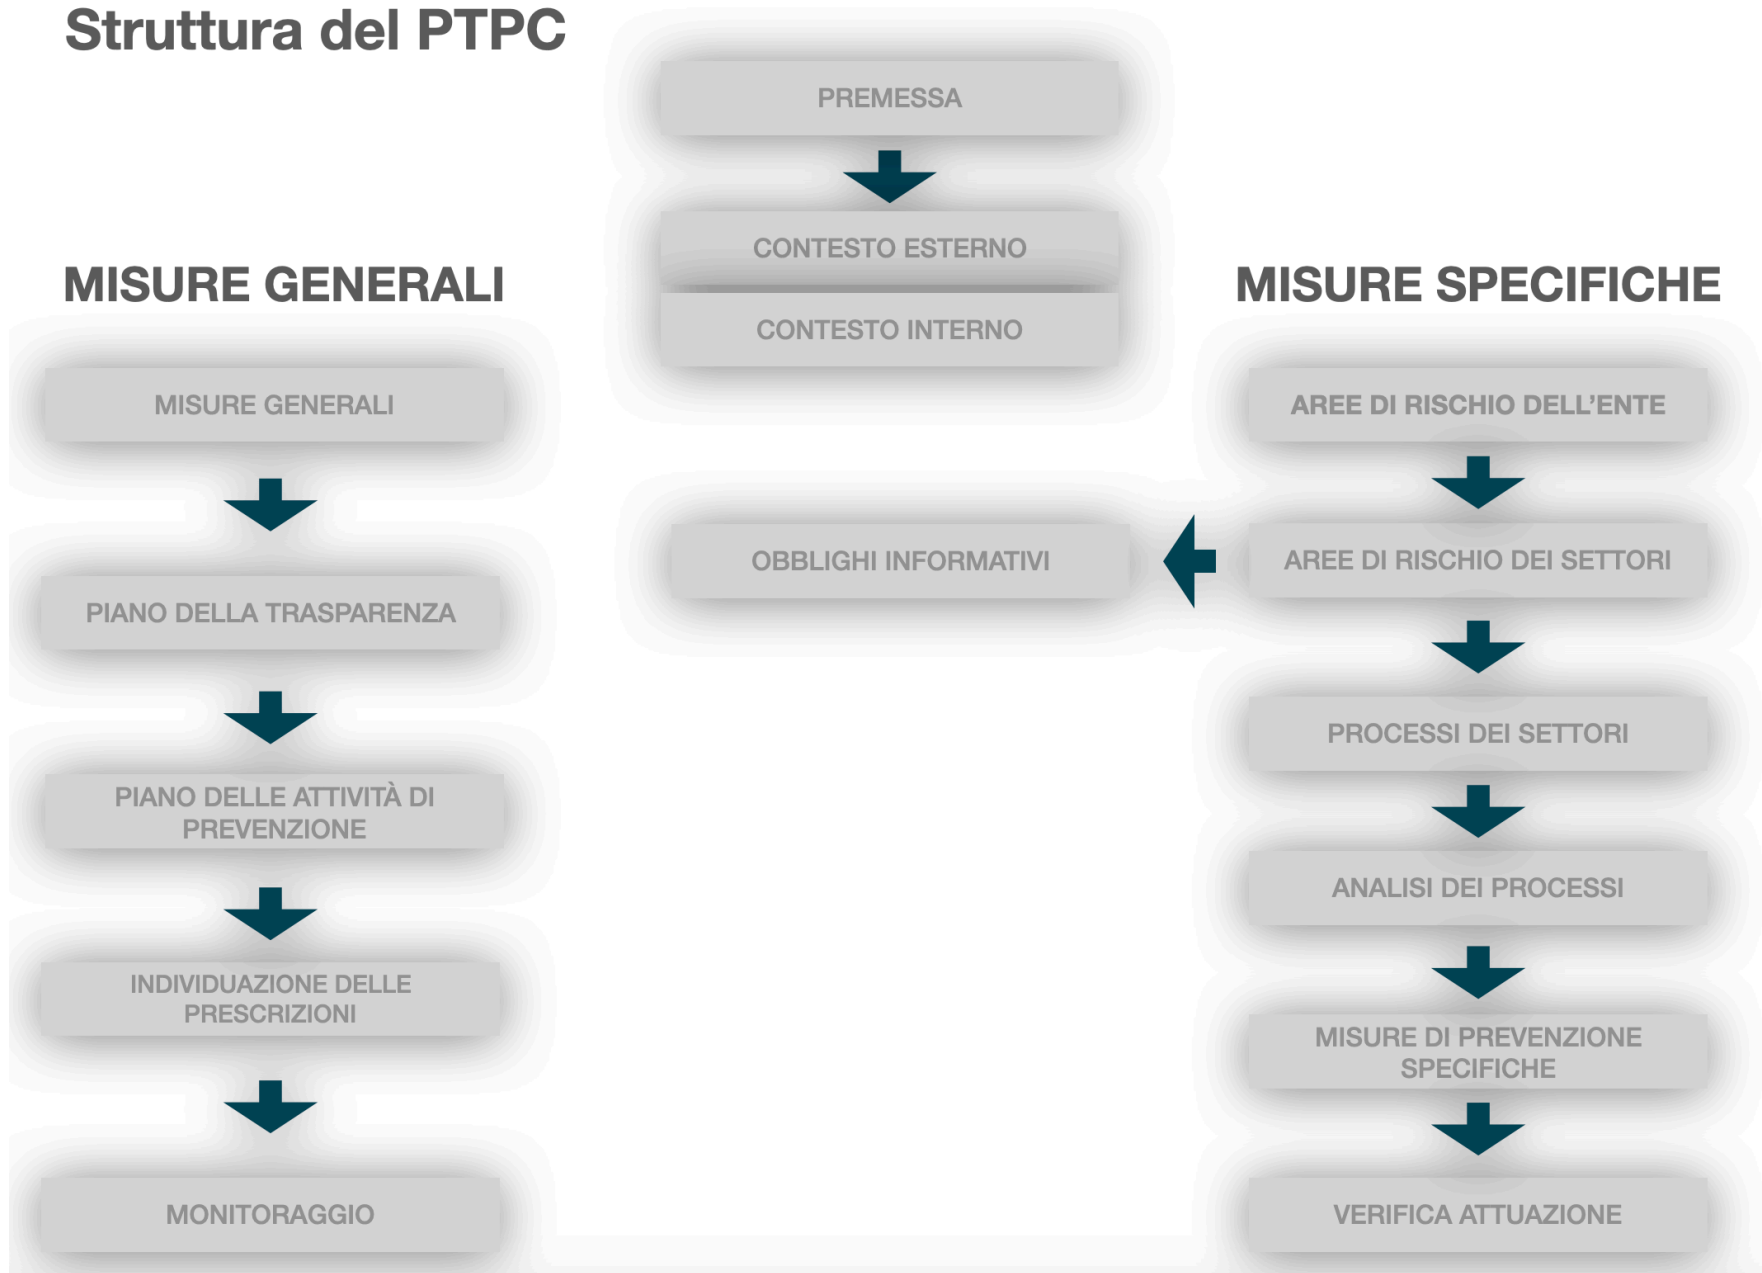 Struttura del PTPC
PREMESSA
CONTESTO ESTERNO
CONTESTO INTERNO
MISURE GENERALI
MISURE GENERALI
PIANO DELLA TRASPARENZA
PIANO DELLE ATTIVITÀ DI
PREVENZIONE
INDIVIDUAZIONE DELLE
PRESCRIZIONI
MONITORAGGIO
OBBLIGHI INFORMATIVI
MISURE SPECIFICHE
AREE DI RISCHIO DELL’ENTE
AREE DI RISCHIO DEI SETTORI
PROCESSI DEI SETTORI
ANALISI DEI PROCESSI
MISURE DI PREVENZIONE
SPECIFICHE
VERIFICA ATTUAZIONE